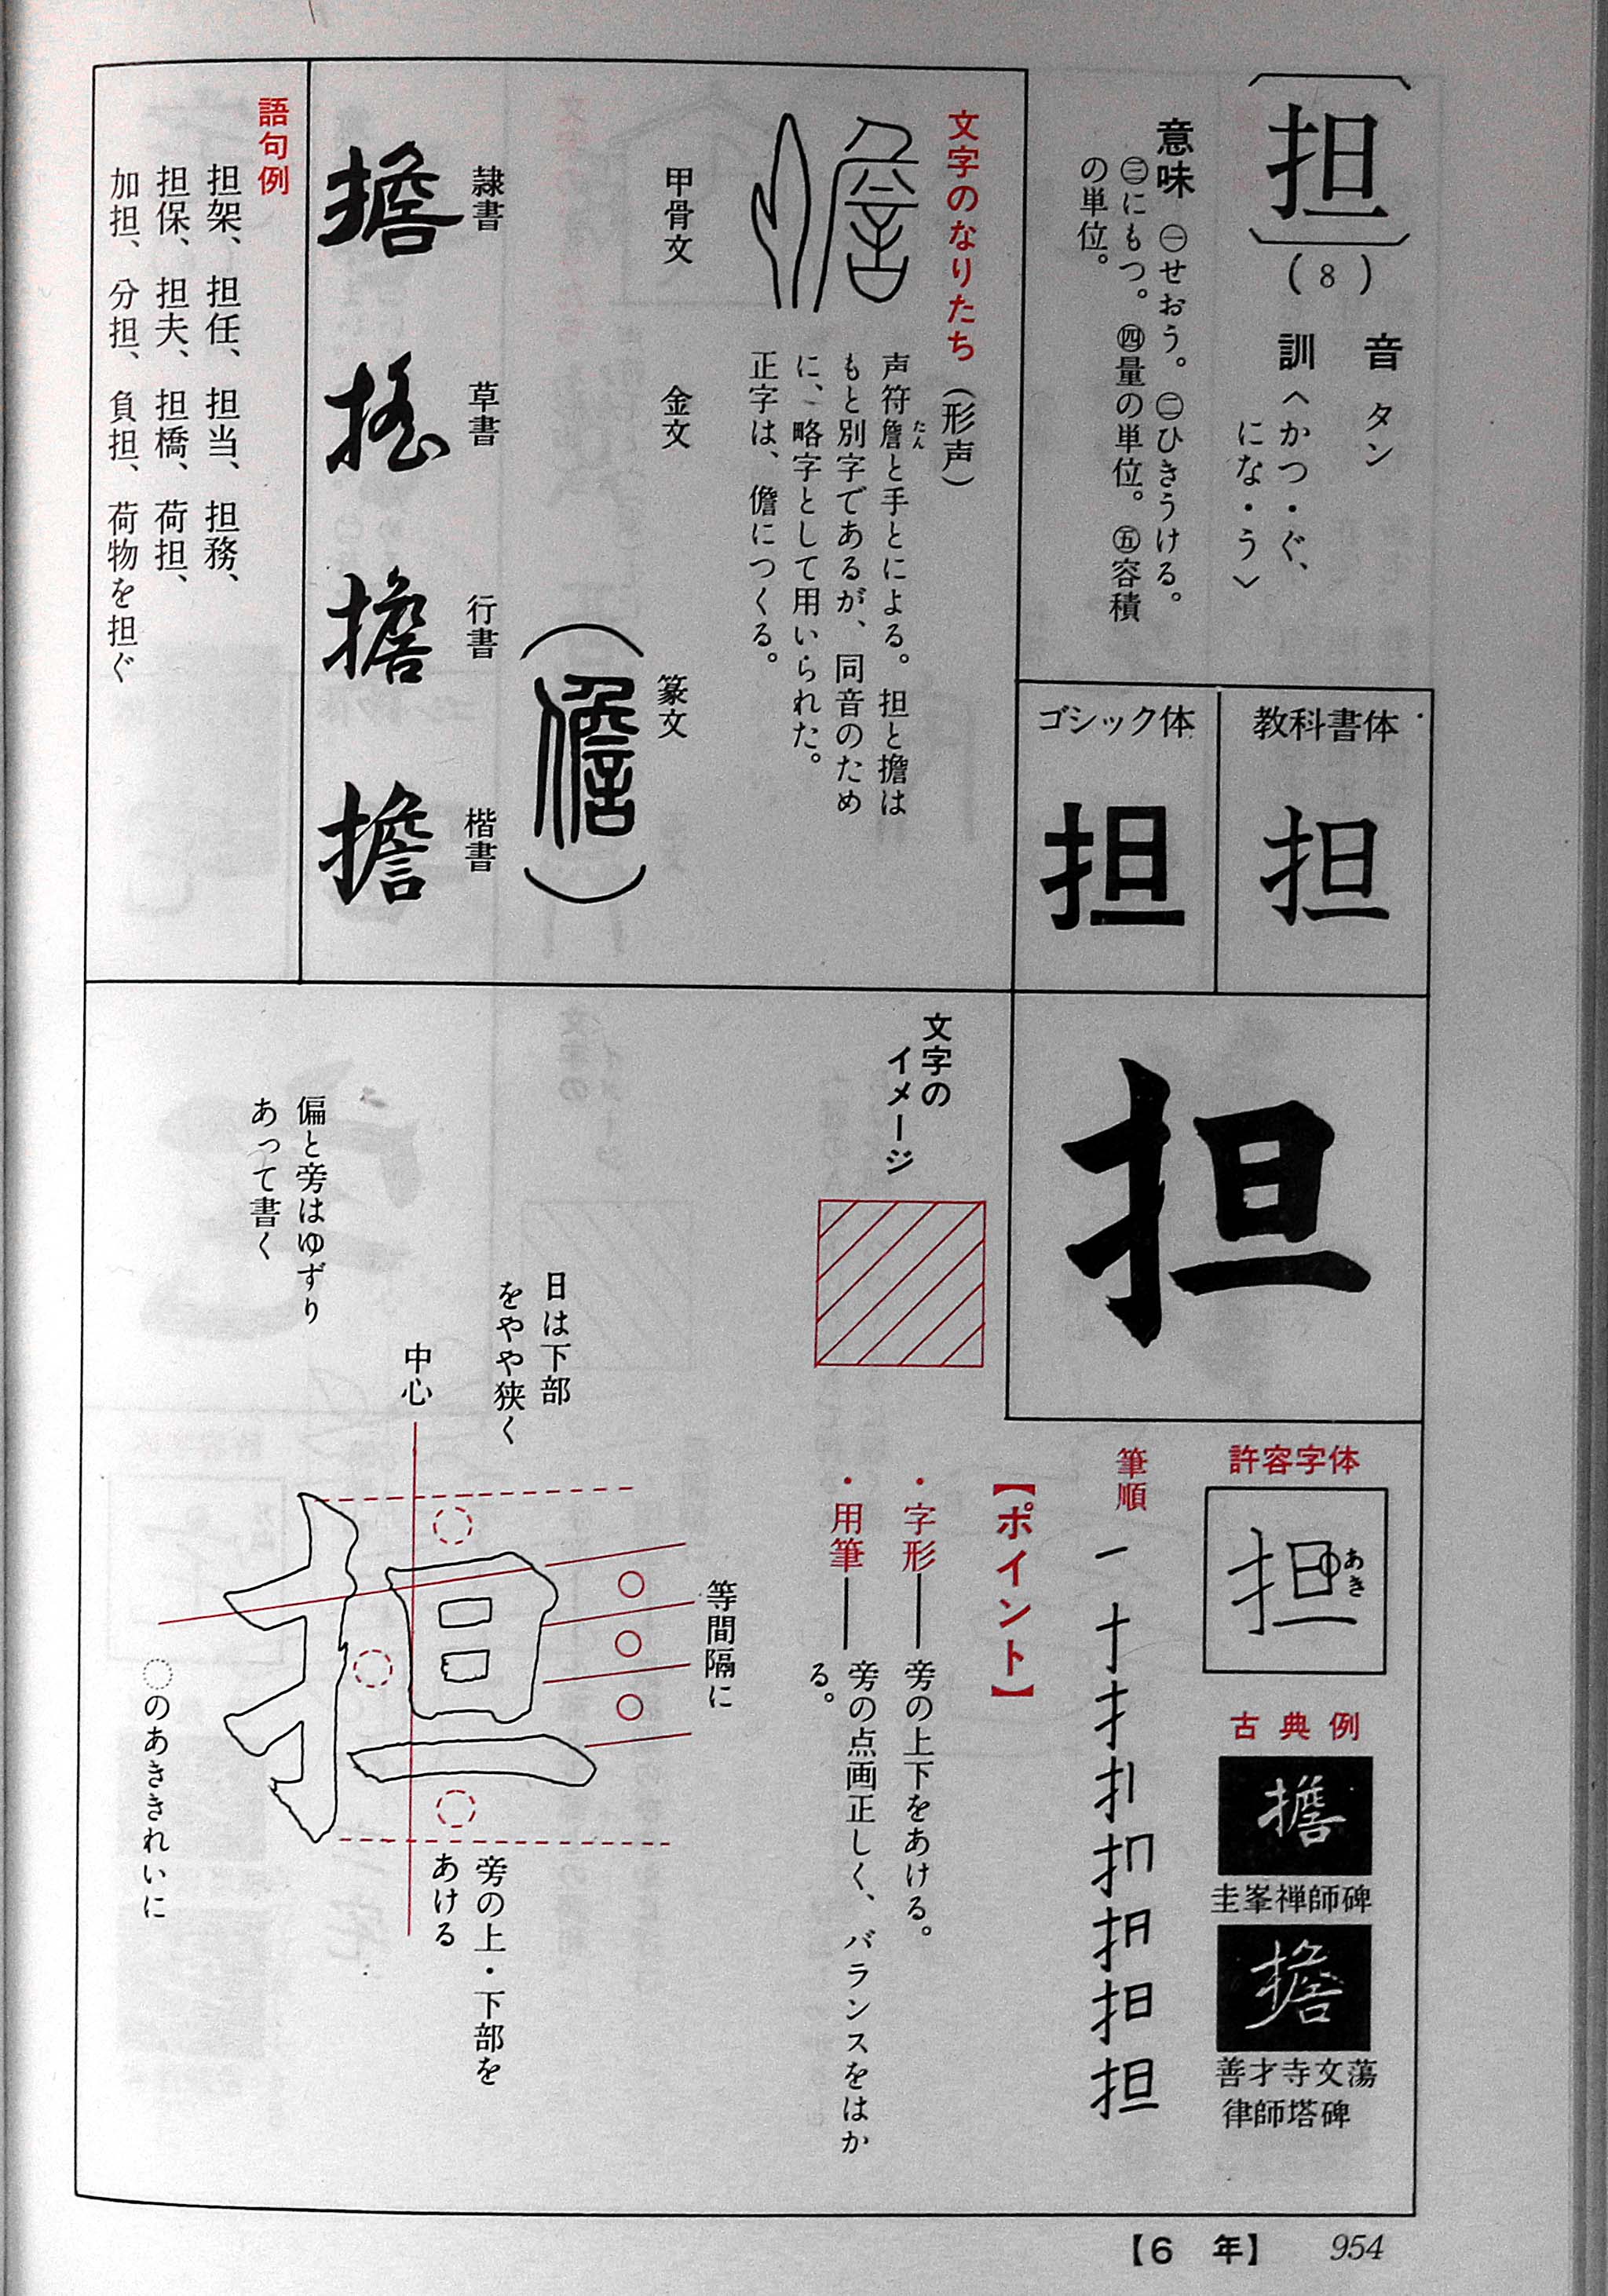 担
(8)
音 タン
訓〈かつ・ぐ、
にな・う〉
意味 ㊀せおう。㊁ひきうける。
㊂にもつ。㊃量の単位。㊄容積
の単位。
教科書体
担
ゴシック体
担
文字のなりたち(形声)
声符詹と手とによる。担と擔は
たん
もと別字であるが、同音のため
に、略字として用いられた。
正字は、儋につくる。
甲骨文
金文
篆文
(儋)
隷書
草書
行書
楷書
擔
擔
擔
擔
語句例
担架、担任、担当、担務、
担保、担夫、担橋、荷担、
加担、分担、負担、荷物を担ぐ
担
許容字体
担
あき
古典例
擔
圭峯禅師碑
擔
善才寺文蕩
律師塔碑
筆順
担
【ポイント】
・字形──旁の上下をあける。
・用筆──旁の点画正しく、バランスをはか
る。
文字の
イメージ
等間隔に
日は下部
をやや狭く
中心
偏と旁はゆずり
あって書く
旁の上・下部を
あける
◌のあききれいに
【6 年】 954